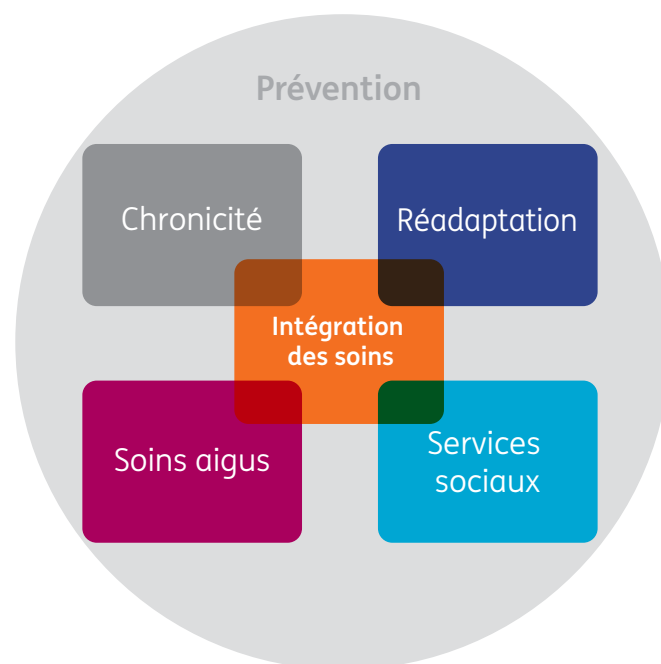 Prévention
Chronicité
Réadaptation
Intégration
des soins
Soins aigus
Services
sociaux